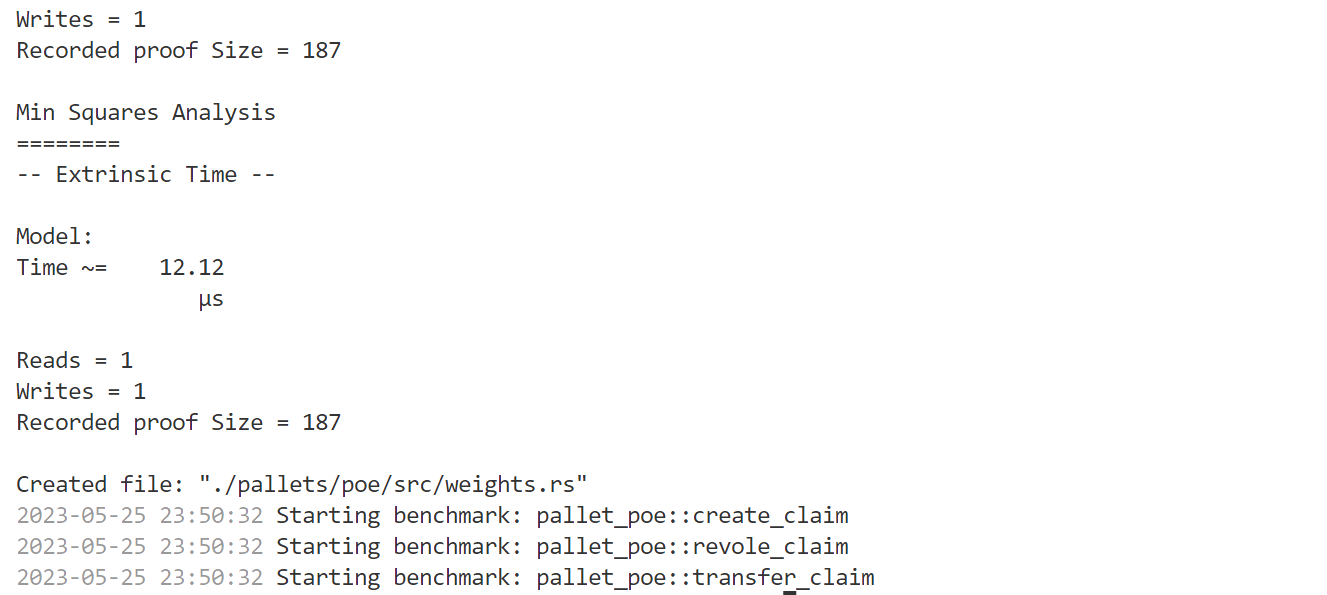 Writes = 1
Recorded proof Size = 187
Min Squares Analysis
========
-- Extrinsic Time --
Model:
Time ~=    12.12
µs
Reads = 1
Writes = 1
Recorded proof Size = 187
Created file: "./pallets/poe/src/weights.rs"
2023-05-25 23:50:32 Starting benchmark: pallet_poe::create_claim
2023-05-25 23:50:32 Starting benchmark: pallet_poe::revole_claim
2023-05-25 23:50:32 Starting benchmark: pallet_poe::transfer_claim